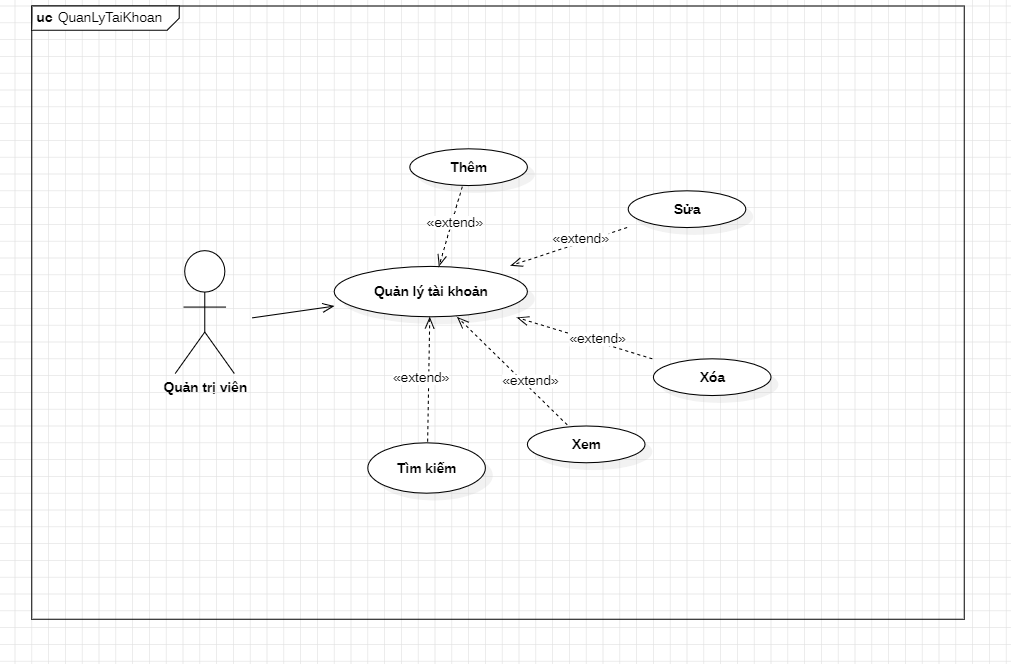 uc QuanLyTaiKhoan
Thêm
Sửa
«extend»
«extend»
Quản lý tài khoản
«extend»
Xóa
«extend»
«extend»
Quản trị viên
Xem
Tìm kiếm